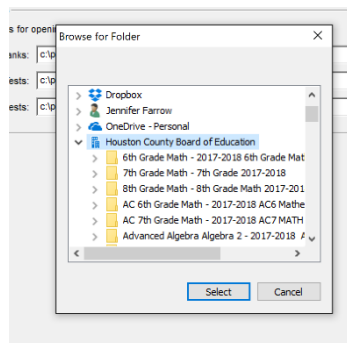 s for openi
Browse for Folder
anks: c:\p
Tests: c:\p
ests: c:\p
Dropbox
Jennifer Farrow
OneDrive - Personal
Houston County Board of Education
6th Grade Math - 2017-2018 6th Grade Mat
7th Grade Math - 7th Grade 2017-2018
8th Grade Math - 8th Grade Math 2017-201
AC 6th Grade Math - 2017-2018 AC6 Mathe
AC 7th Grade Math - 2017-2018 AC7 MATH
Advanced Algebra Algebra 2 - 2017-2018 A
Select Cancel